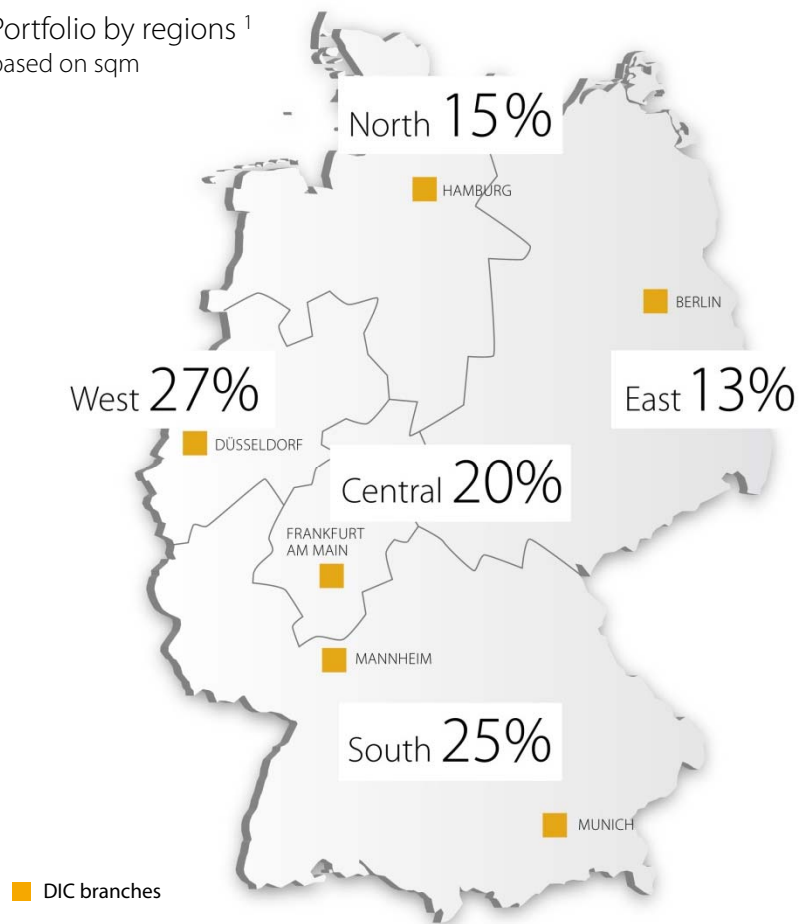 Portfolio by regions 1
based on sqm
North 15%
HAMBURG
BERLIN
West 27%
East 13%
DÜSSELDORF
Central 20%
FRANKFURT
AM MAIN
MANNHEIM
South 25%
MUNICH
DIC branches